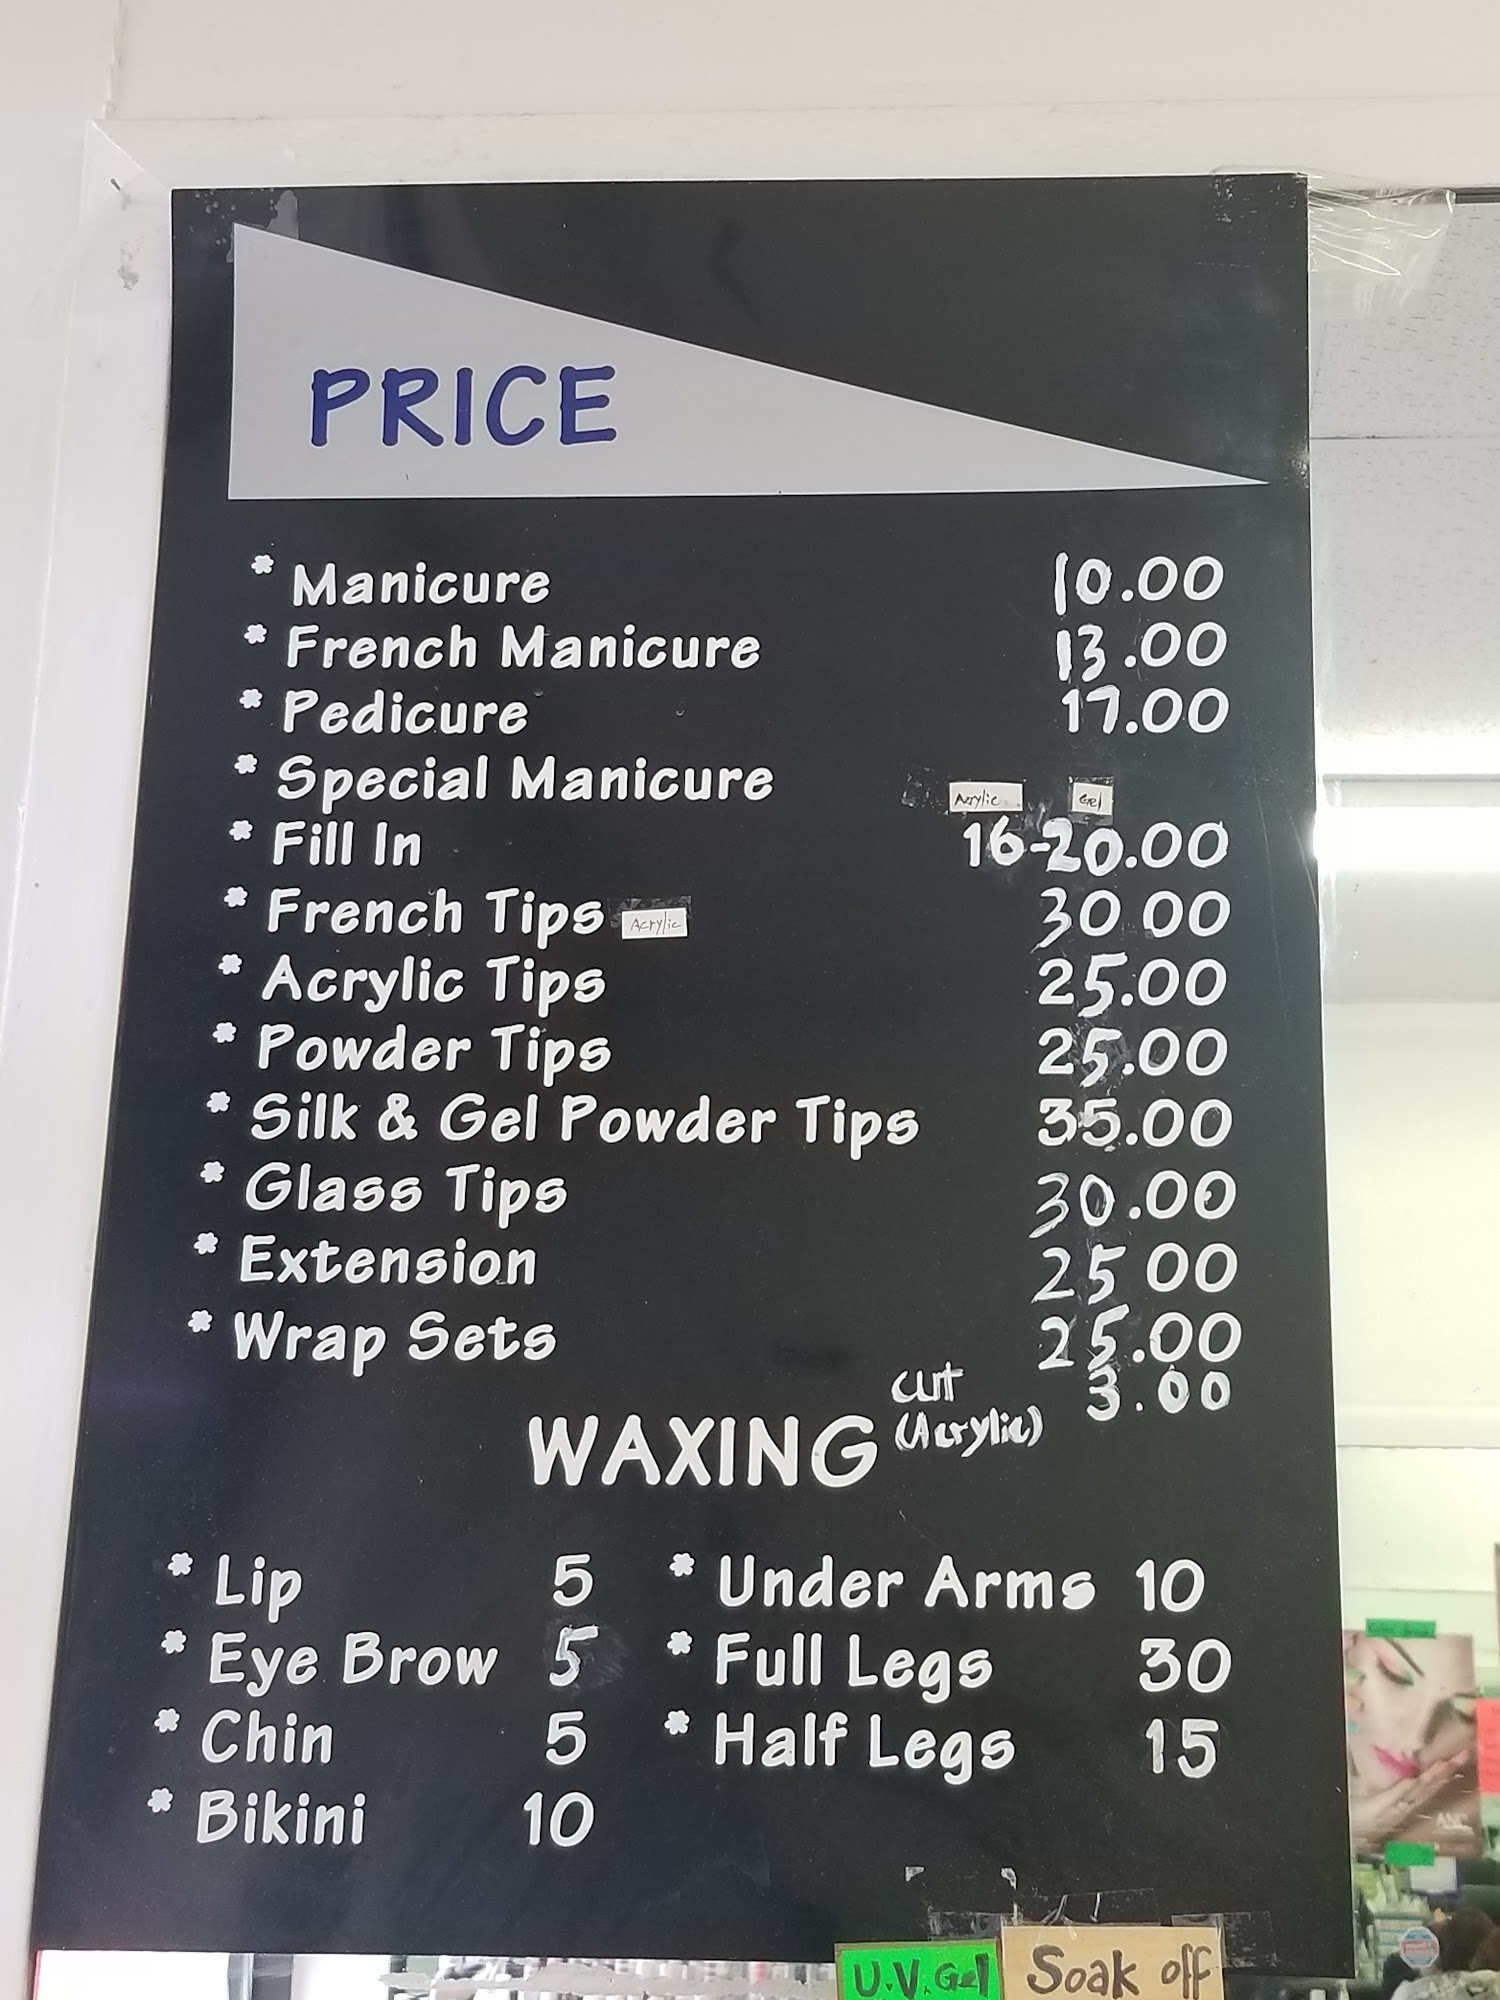 PRICE
* Manicure 10.00
* French Manicure 13.00
* Pedicure 17.00
* Special Manicure
Acrylic Gel
* Fill In 16-20.00
* French Tips Acrylic 30 00
* Acrylic Tips 25.00
* Powder Tips 25.00
* Silk & Gel Powder Tips 35.00
* Glass Tips 30.00
* Extension 25 00
* Wrap Sets 25.00
cut 3.00
(Acrylic)
WAXING
* Lip 5 * Under Arms 10
* Eye Brow 5 * Full Legs 30
* Chin 5 * Half Legs 15
* Bikini 10
U.V. Gel Soak off